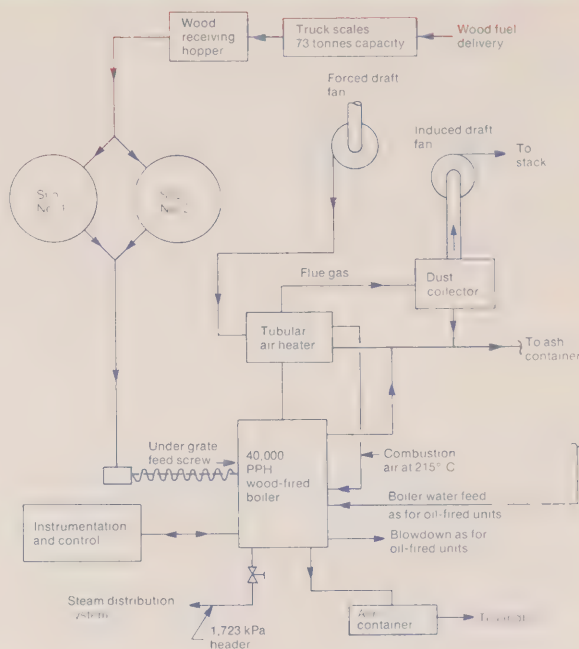 Wood
receiving
hopper
Truck scales
73 tonnes capacity
Wood fuel
delivery
Forced draft
fan
Induced draft
fan
To
stack
Flue gas
Dust
collector
Tubular
air heater
To ash
container
Under grate
feed screw
40,000
PPH
wood-fired
boiler
Combustion
air at 215° C
Boiler water feed
as for oil-fired units
Instrumentation
and control
Blowdown as for
oil-fired units
Steam distribution
1,723 kPa
header
container